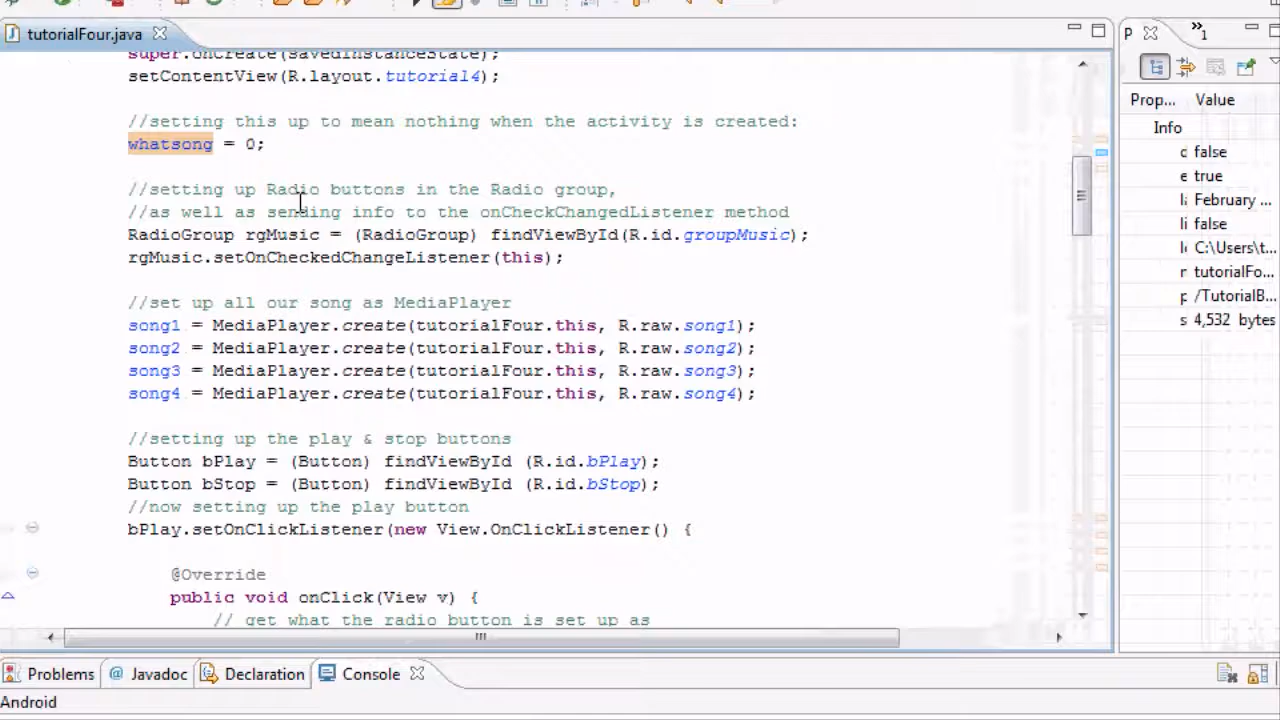 tutorialFour.java
super.onCreate(savedInstanceState);
setContentView(R.layout.tutorial4);
//setting this up to mean nothing when the activity is created:
whatsong = 0;
//setting up Radio buttons in the Radio group,
//as well as sending info to the onCheckChangedListener method
RadioGroup rgMusic = (RadioGroup) findViewById(R.id.groupMusic);
rgMusic.setOnCheckedChangeListener(this);
//set up all our song as MediaPlayer
song1 = MediaPlayer.create(tutorialFour.this, R.raw.song1);
song2 = MediaPlayer.create(tutorialFour.this, R.raw.song2);
song3 = MediaPlayer.create(tutorialFour.this, R.raw.song3);
song4 = MediaPlayer.create(tutorialFour.this, R.raw.song4);
//setting up the play & stop buttons
Button bPlay = (Button) findViewById (R.id.bPlay);
Button bStop = (Button) findViewById (R.id.bStop);
//now setting up the play button
bPlay.setOnClickListener(new View.OnClickListener() {
@Override
public void onClick(View v) {
// get what the radio button is set up as
P
1
Prop... Value
Info
false
e true
February ...
false
C:\Users\t...
tutorialFo...
p /TutorialB...
s 4,532 bytes
Problems @ Javadoc Declaration Console
Android